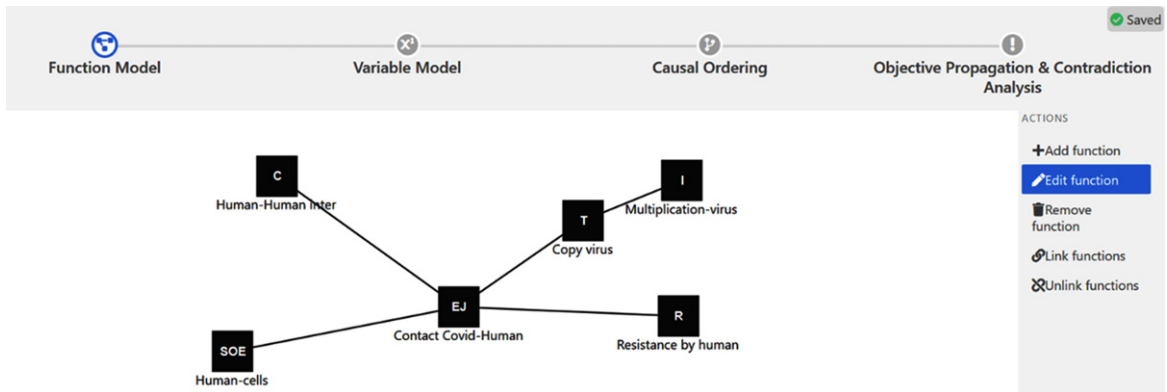 Saved
Function Model
Variable Model
Causal Ordering
Objective Propagation & Contradiction
Analysis
ACTIONS
+Add function
Edit function
Remove
function
Link functions
Unlink functions
C
Human-Human Inter
I
Multiplication-virus
T
Copy virus
EJ
Contact Covid-Human
R
Resistance by human
SOE
Human-cells